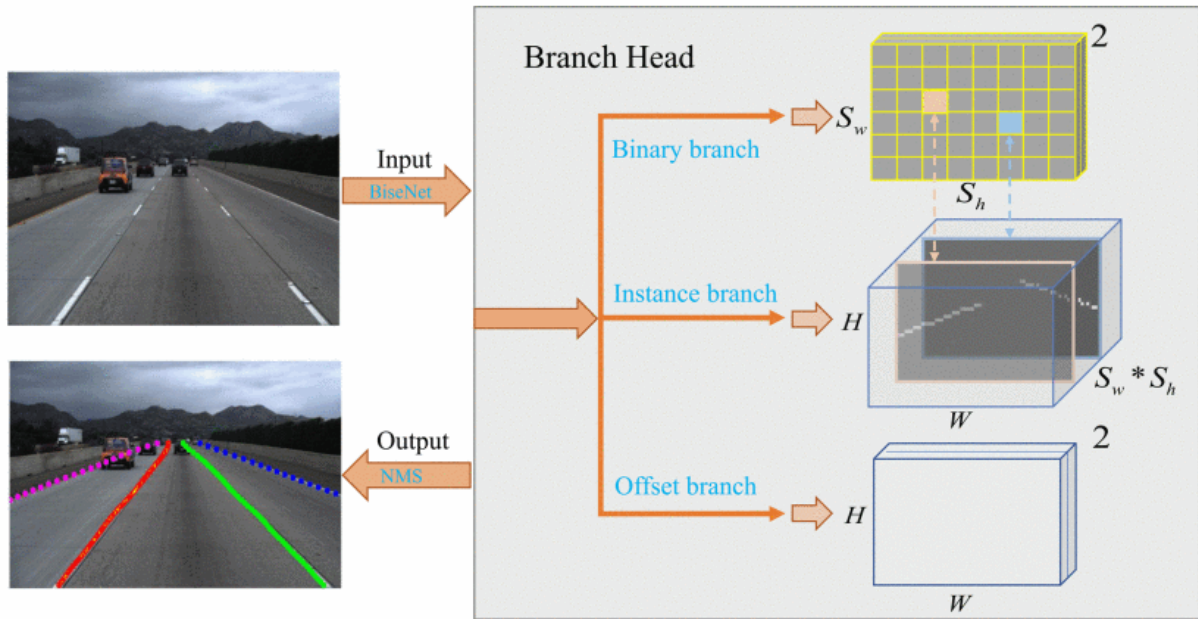 Branch Head
2
Input
BiseNet
Binary branch
S_w
S_h
Instance branch
H
S_w * S_h
W
Output
NMS
Offset branch
2
H
W